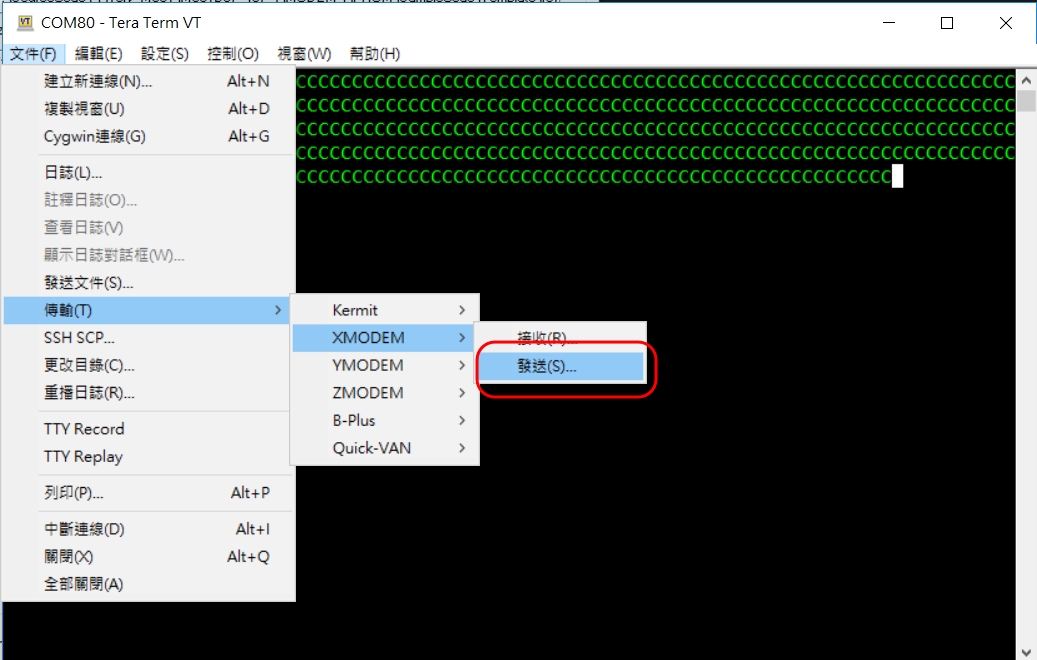 COM80 - Tera Term VT
文件(F) 編輯(E) 設定(S) 控制(O) 視窗(W) 幫助(H)
建立新連線(N)... Alt+N
複製視窗(U) Alt+D
Cygwin連線(G) Alt+G
日誌(L)...
註釋日誌(O)...
查看日誌(V)
顯示日誌對話框(W)...
發送文件(S)...
傳輸(T)
SSH SCP...
更改目錄(C)...
重播日誌(R)...
TTY Record
TTY Replay
列印(P)... Alt+P
中斷連線(D) Alt+I
關閉(X) Alt+Q
全部關閉(A)
Kermit
XMODEM
YMODEM
ZMODEM
B-Plus
Quick-VAN
接收(R)...
發送(S)...